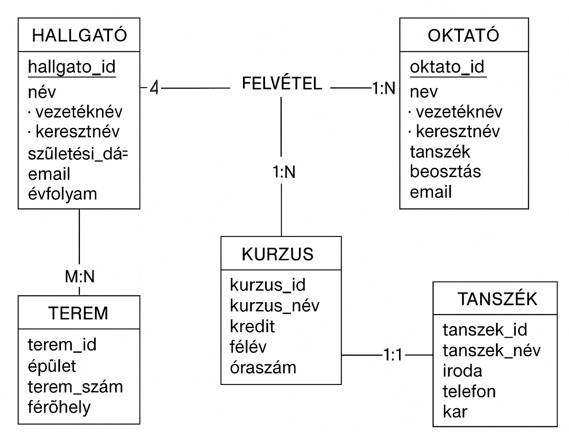 HALLGATÓ
hallgato_id
név
· vezetéknév
· keresztnév
születési_dá=
email
évfolyam
4
FELVÉTEL
1:N
OKTATÓ
oktato_id
nev
· vezetéknév
· keresztnév
tanszék
beosztás
email
1:N
M:N
TEREM
terem_id
épület
terem_szám
férőhely
KURZUS
kurzus_id
kurzus_név
kredit
félév
óraszám
1:1
TANSZÉK
tanszek_id
tanszek_név
iroda
telefon
kar